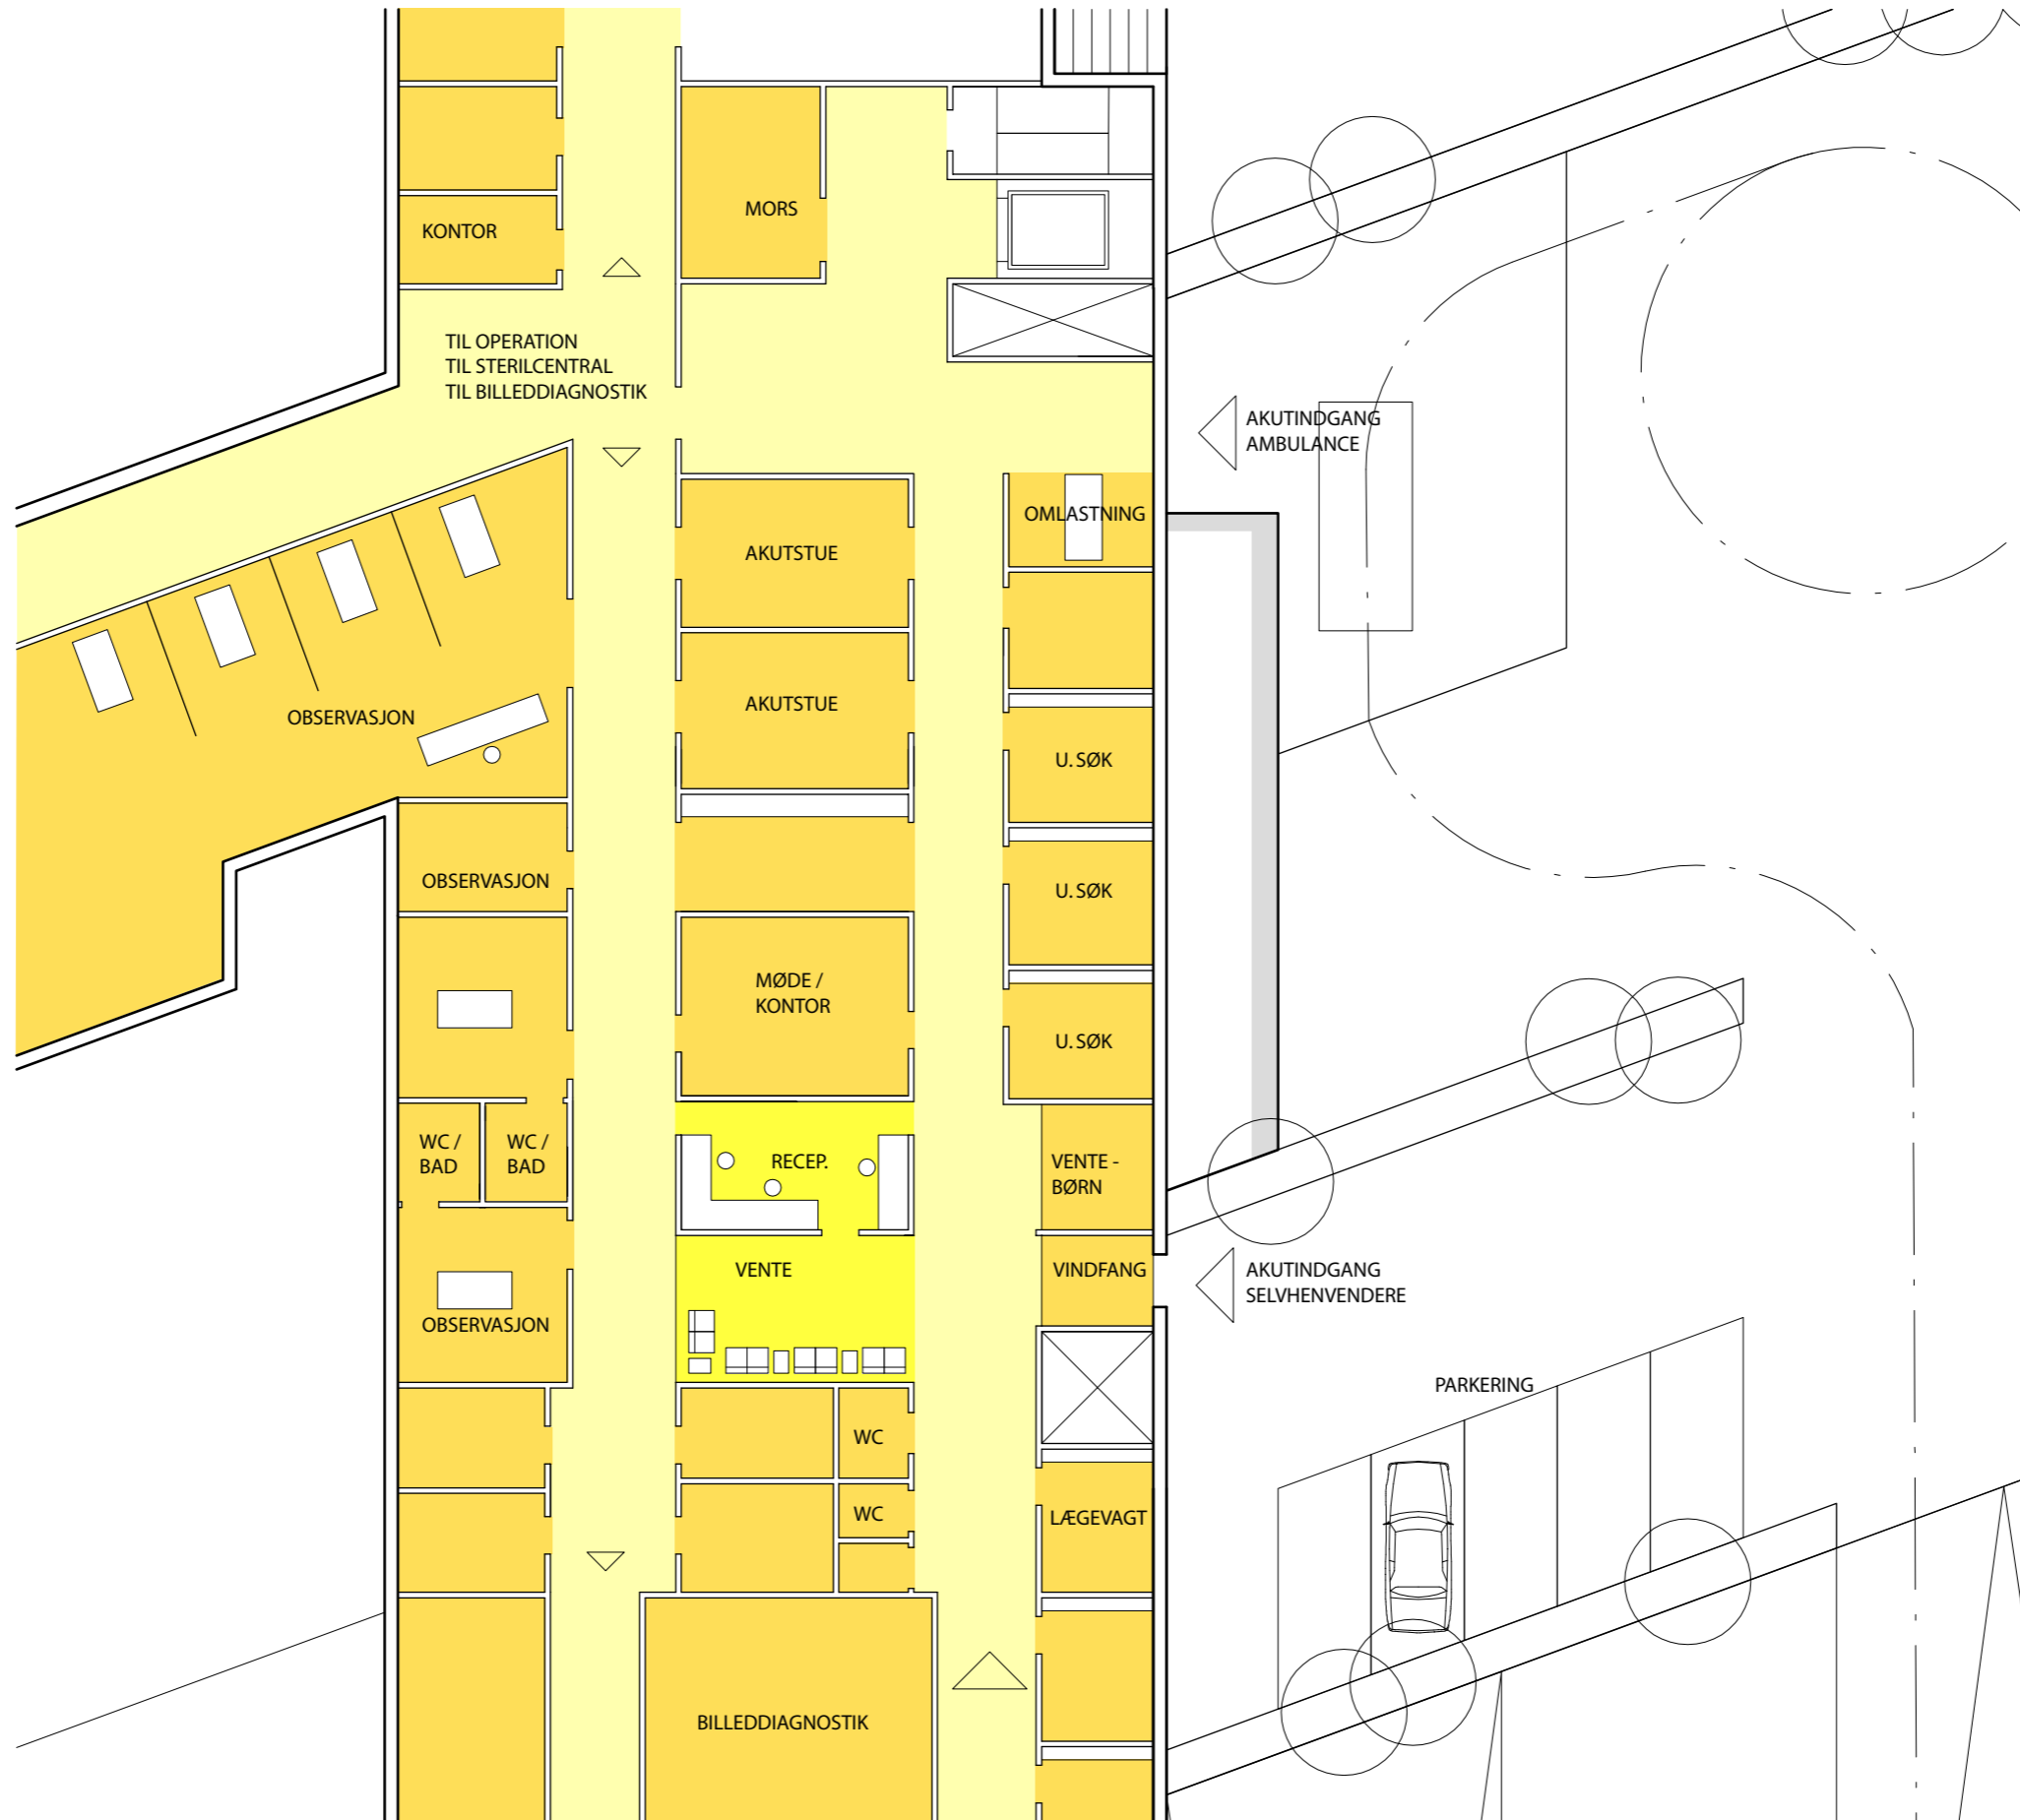 MORS
KONTOR
TIL OPERATION
TIL STERILCENTRAL
TIL BILLEDDIAGNOSTIK
AKUTINDGANG
AMBULANCE
OMLASTNING
AKUTSTUE
AKUTSTUE
OBSERVASJON
U. SØK
OBSERVASJON
U. SØK
MØDE /
KONTOR
U. SØK
WC /
BAD
WC /
BAD
RECEP.
VENTE -
BØRN
VENTE
VINDFANG
AKUTINDGANG
SELVHENVENDERE
OBSERVASJON
PARKERING
WC
WC
LÆGEVAGT
BILLEDDIAGNOSTIK